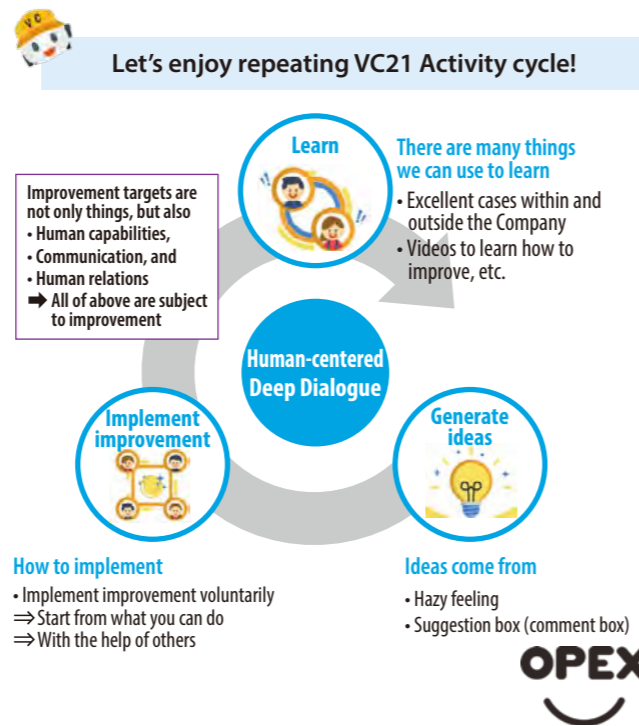 VC
Let's enjoy repeating VC21 Activity cycle!
Learn
There are many things
we can use to learn
• Excellent cases within and
outside the Company
• Videos to learn how to
improve, etc.
Improvement targets are
not only things, but also
• Human capabilities,
• Communication, and
• Human relations
➡ All of above are subject
to improvement
Human-centered
Deep Dialogue
Implement
improvement
Generate
ideas
How to implement
• Implement improvement voluntarily
⇒ Start from what you can do
⇒ With the help of others
Ideas come from
• Hazy feeling
• Suggestion box (comment box)
OPEX